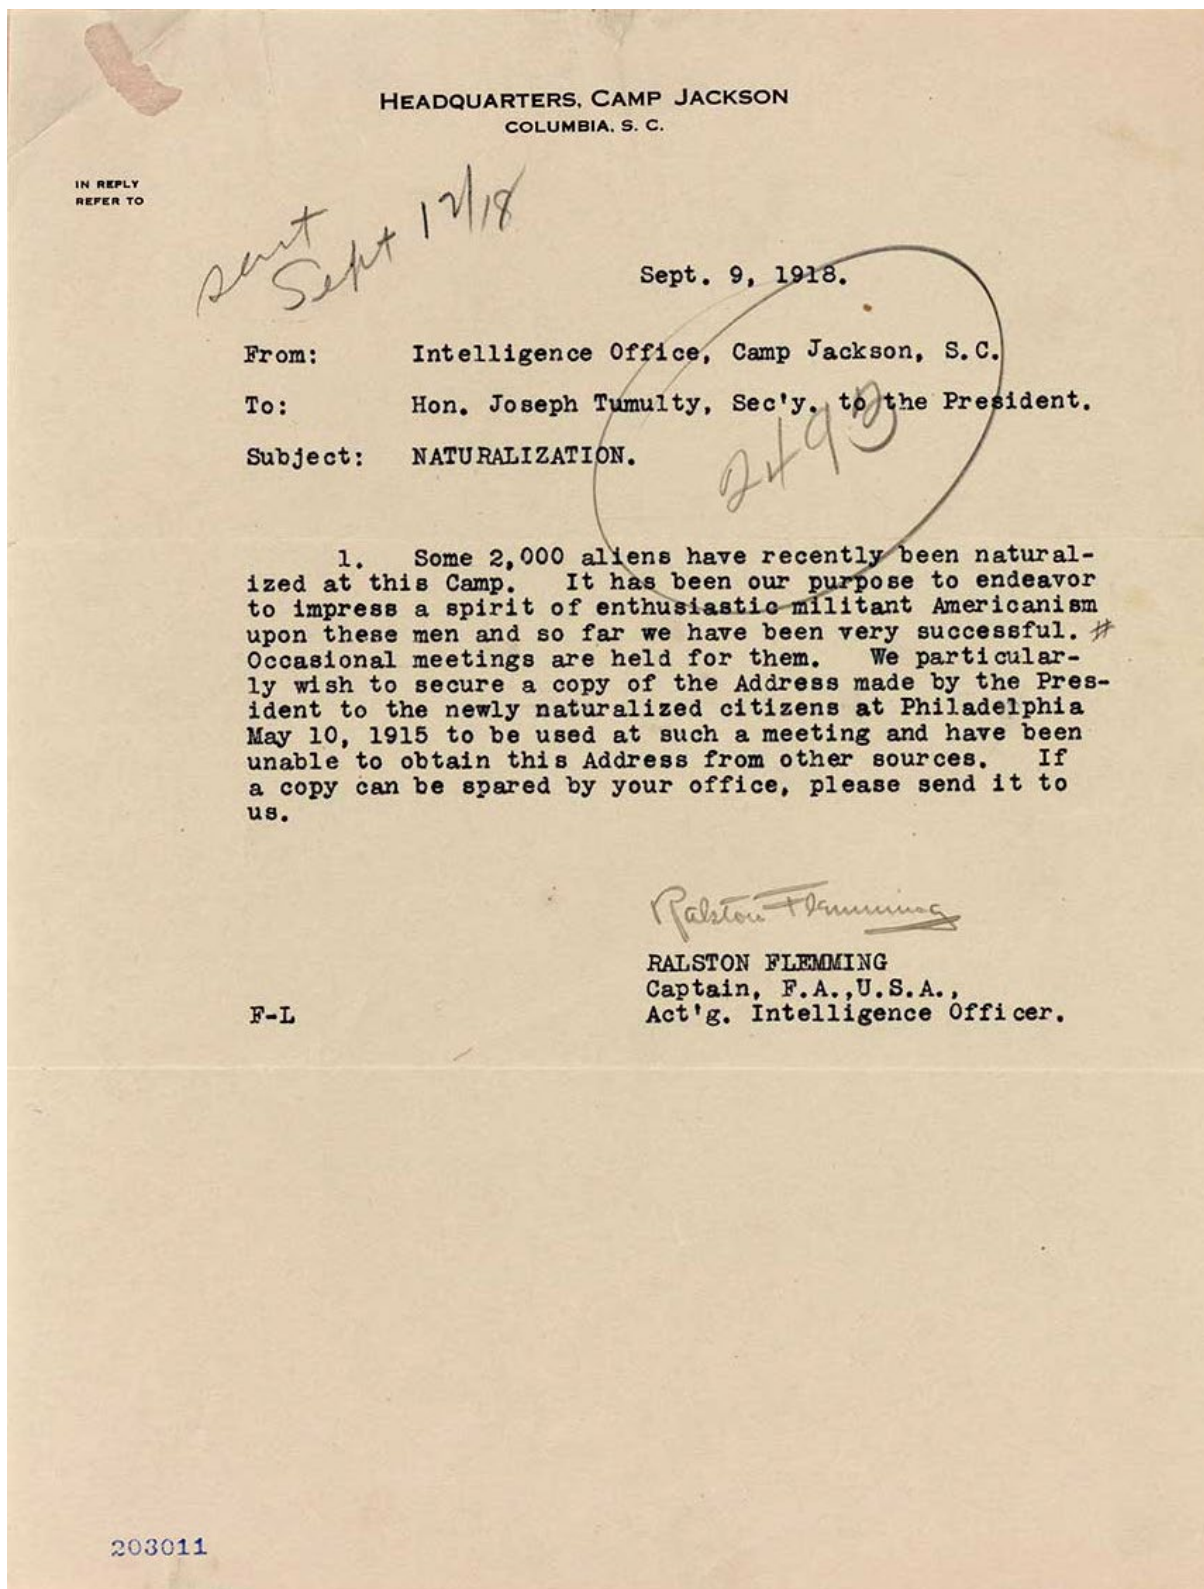 HEADQUARTERS, CAMP JACKSON
COLUMBIA, S. C.
IN REPLY
REFER TO
sent
Sept 12/18
Sept. 9, 1918.
From: Intelligence Office, Camp Jackson, S.C.
To: Hon. Joseph Tumulty, Sec'y. to the President.
2493
Subject: NATURALIZATION.
1. Some 2,000 aliens have recently been natural-
ized at this Camp. It has been our purpose to endeavor
to impress a spirit of enthusiastic militant Americanism
upon these men and so far we have been very successful. #
Occasional meetings are held for them. We particular-
ly wish to secure a copy of the Address made by the Pres-
ident to the newly naturalized citizens at Philadelphia
May 10, 1915 to be used at such a meeting and have been
unable to obtain this Address from other sources. If
a copy can be spared by your office, please send it to
us.
Ralston Flemming
RALSTON FLEMMING
Captain, F.A.,U.S.A.,
F-L Act'g. Intelligence Officer.
203011